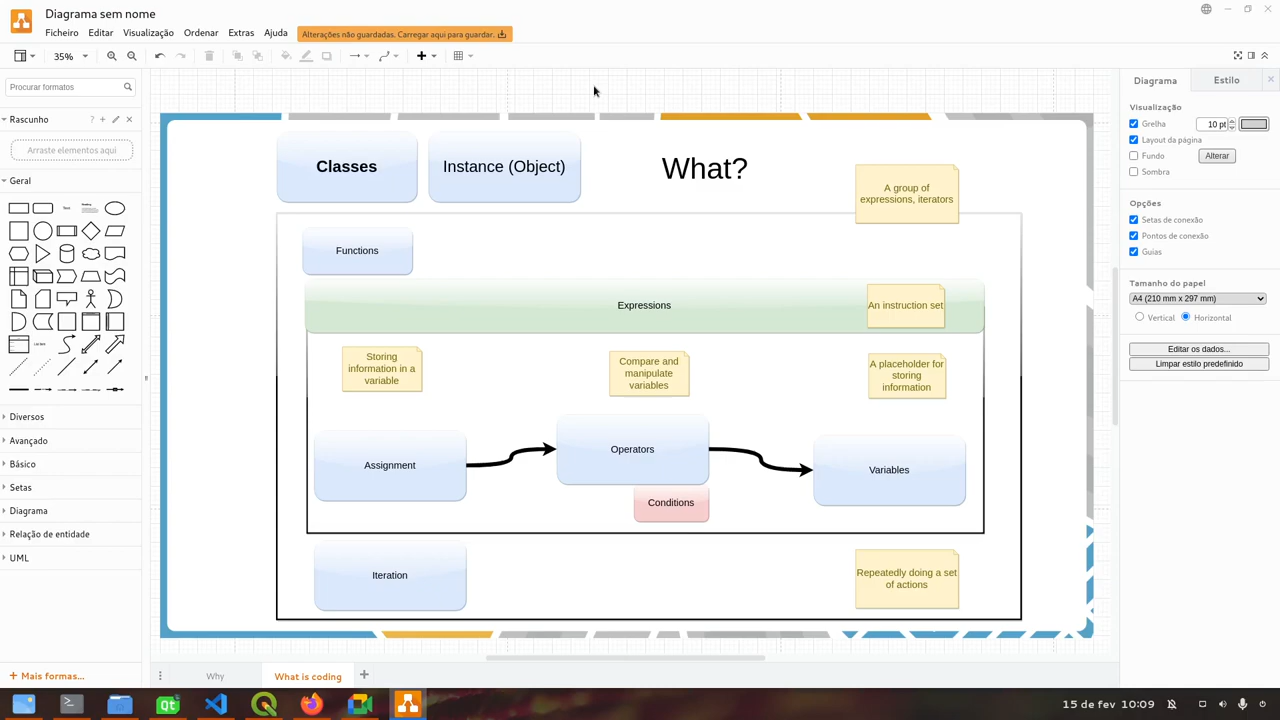 Diagrama sem nome
Ficheiro Editar Visualização Ordenar Extras Ajuda Alterações não guardadas. Carregar aqui para guardar.
35%
Procurar formatos
Rascunho
Arraste elementos aqui
Geral
Text
Heading
List Item
Diversos
Avançado
Básico
Setas
Diagrama
Relação de entidade
UML
+ Mais formas...
Classes
Instance (Object)
What?
A group of
expressions, iterators
Functions
Expressions
An instruction set
Storing
information in a
variable
Compare and
manipulate
variables
A placeholder for
storing
information
Assignment
Operators
Variables
Conditions
Iteration
Repeatedly doing a set
of actions
Diagrama Estilo
Visualização
Grelha 10 pt
Layout da página
Fundo Alterar
Sombra
Opções
Setas de conexão
Pontos de conexão
Guias
Tamanho do papel
A4 (210 mm x 297 mm)
Vertical Horizontal
Editar os dados...
Limpar estilo predefinido
Why What is coding
Qt
15 de fev 10:09